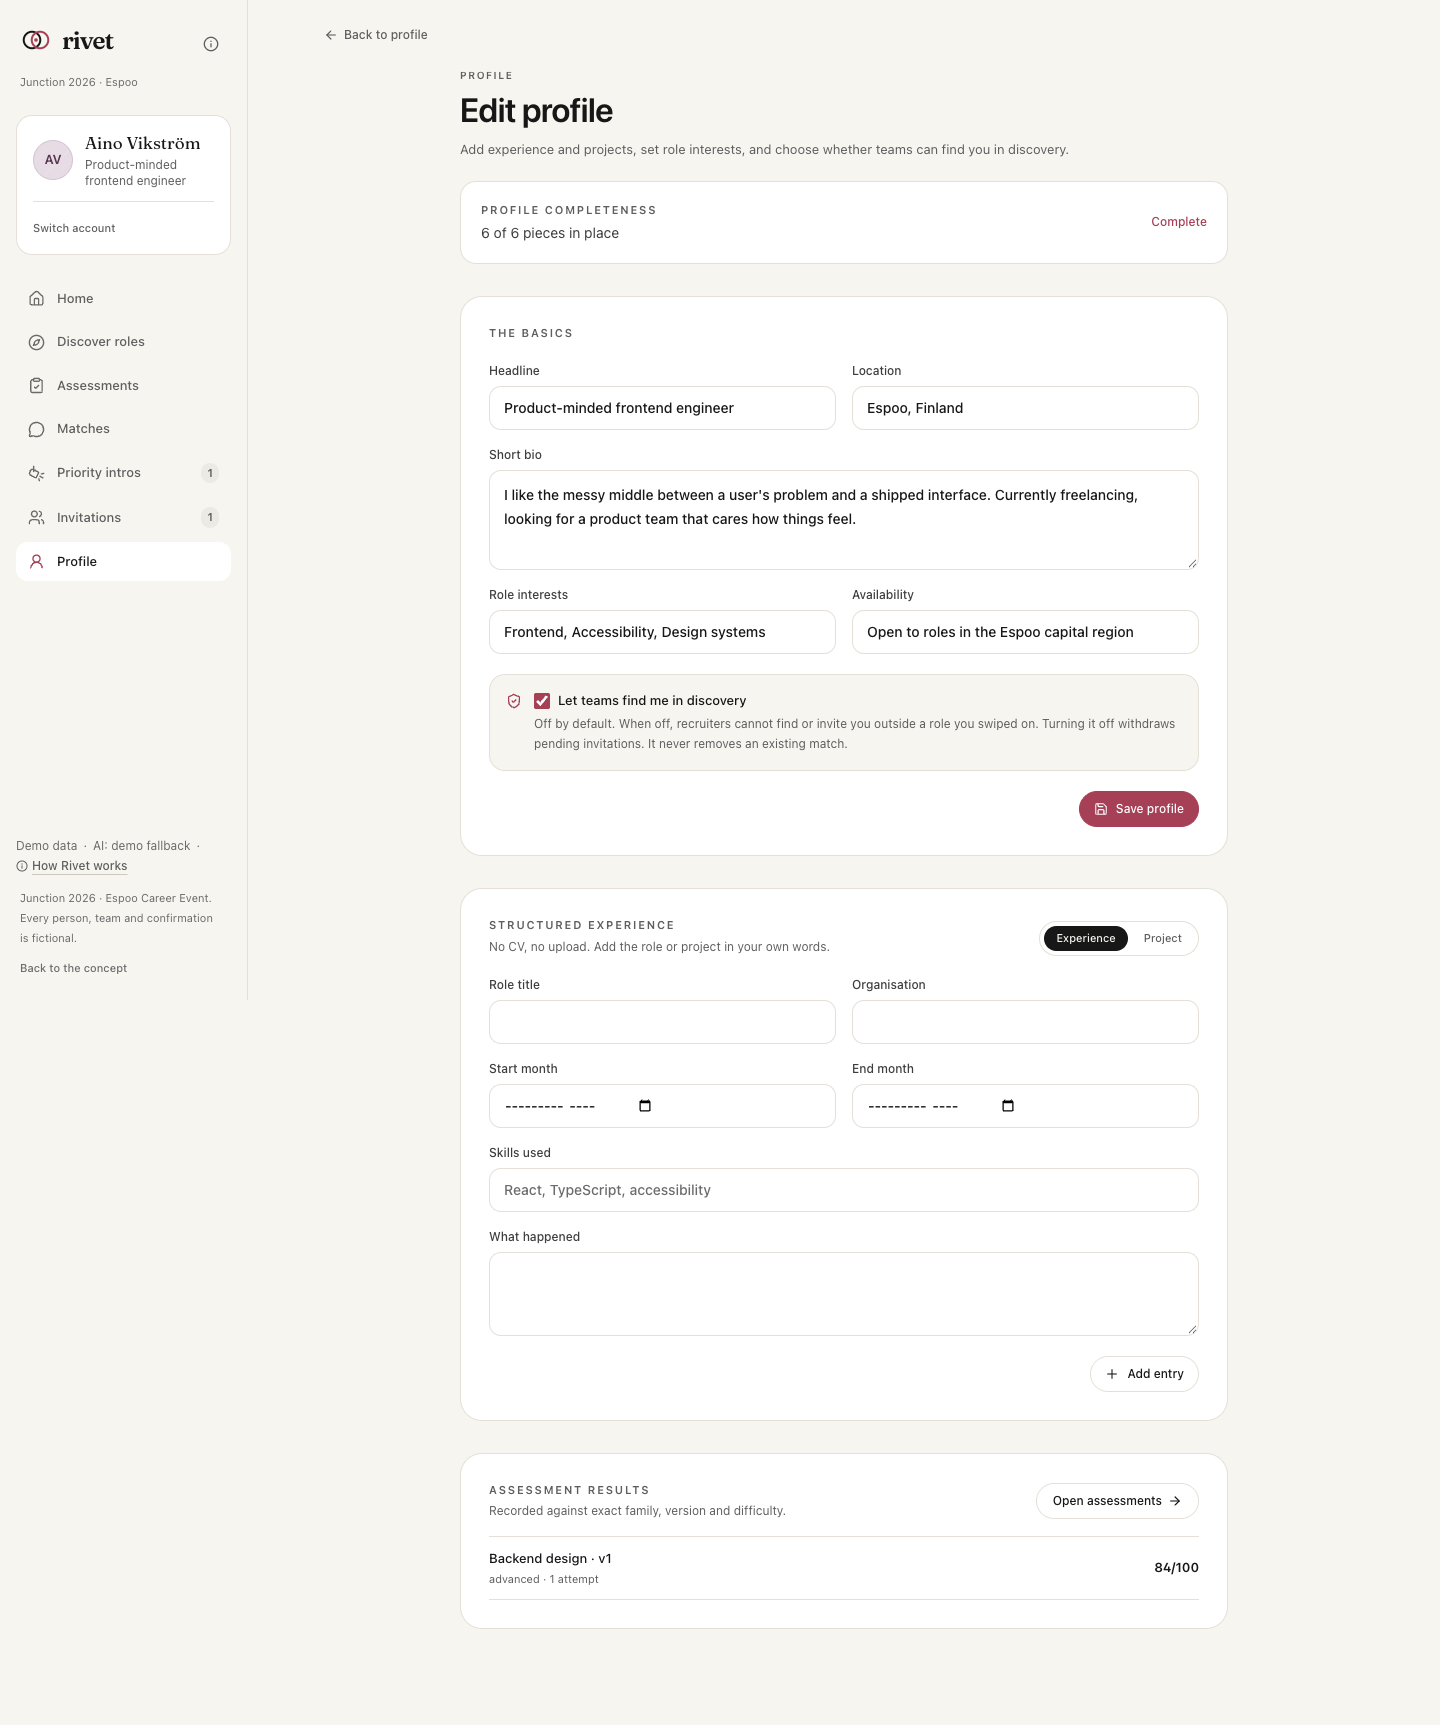 rivet
Junction 2026 · Espoo
AV
Aino Vikström
Product-minded
frontend engineer
Switch account
Home
Discover roles
Assessments
Matches
Priority intros 1
Invitations 1
Profile
Demo data · AI: demo fallback ·
How Rivet works
Junction 2026 · Espoo Career Event.
Every person, team and confirmation
is fictional.
Back to the concept
Back to profile
PROFILE
Edit profile
Add experience and projects, set role interests, and choose whether teams can find you in discovery.
PROFILE COMPLETENESS
6 of 6 pieces in place
Complete
THE BASICS
Headline
Location
Product-minded frontend engineer
Espoo, Finland
Short bio
I like the messy middle between a user's problem and a shipped interface. Currently freelancing,
looking for a product team that cares how things feel.
Role interests
Availability
Frontend, Accessibility, Design systems
Open to roles in the Espoo capital region
Let teams find me in discovery
Off by default. When off, recruiters cannot find or invite you outside a role you swiped on. Turning it off withdraws
pending invitations. It never removes an existing match.
Save profile
STRUCTURED EXPERIENCE
No CV, no upload. Add the role or project in your own words.
Experience
Project
Role title
Organisation
Start month
End month
--------- ----
--------- ----
Skills used
React, TypeScript, accessibility
What happened
Add entry
ASSESSMENT RESULTS
Recorded against exact family, version and difficulty.
Open assessments
Backend design · v1
advanced · 1 attempt
84/100